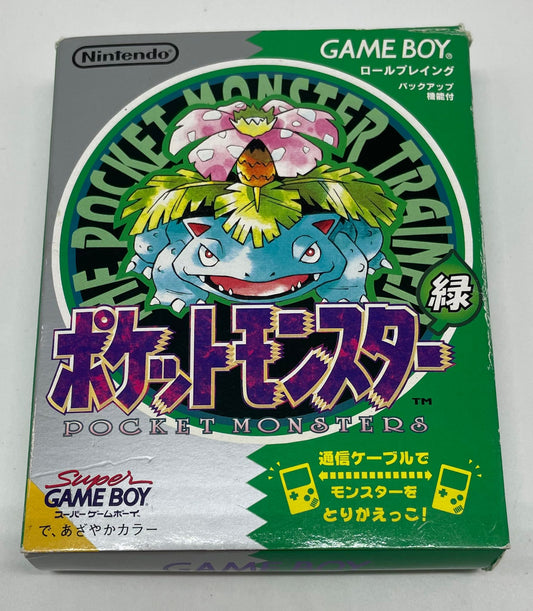 Nintendo
GAME BOY®
ロールプレイング
バックアップ
機能付
POCKET MONSTER TRAINE
緑
ポケットモンスター
TM
POCKET MONSTERS
通信ケーブルで
モンスターを
とりかえっこ!
Super
GAME BOY
スーパーゲームボーイ
で、あざやかカラー
GAME BOY